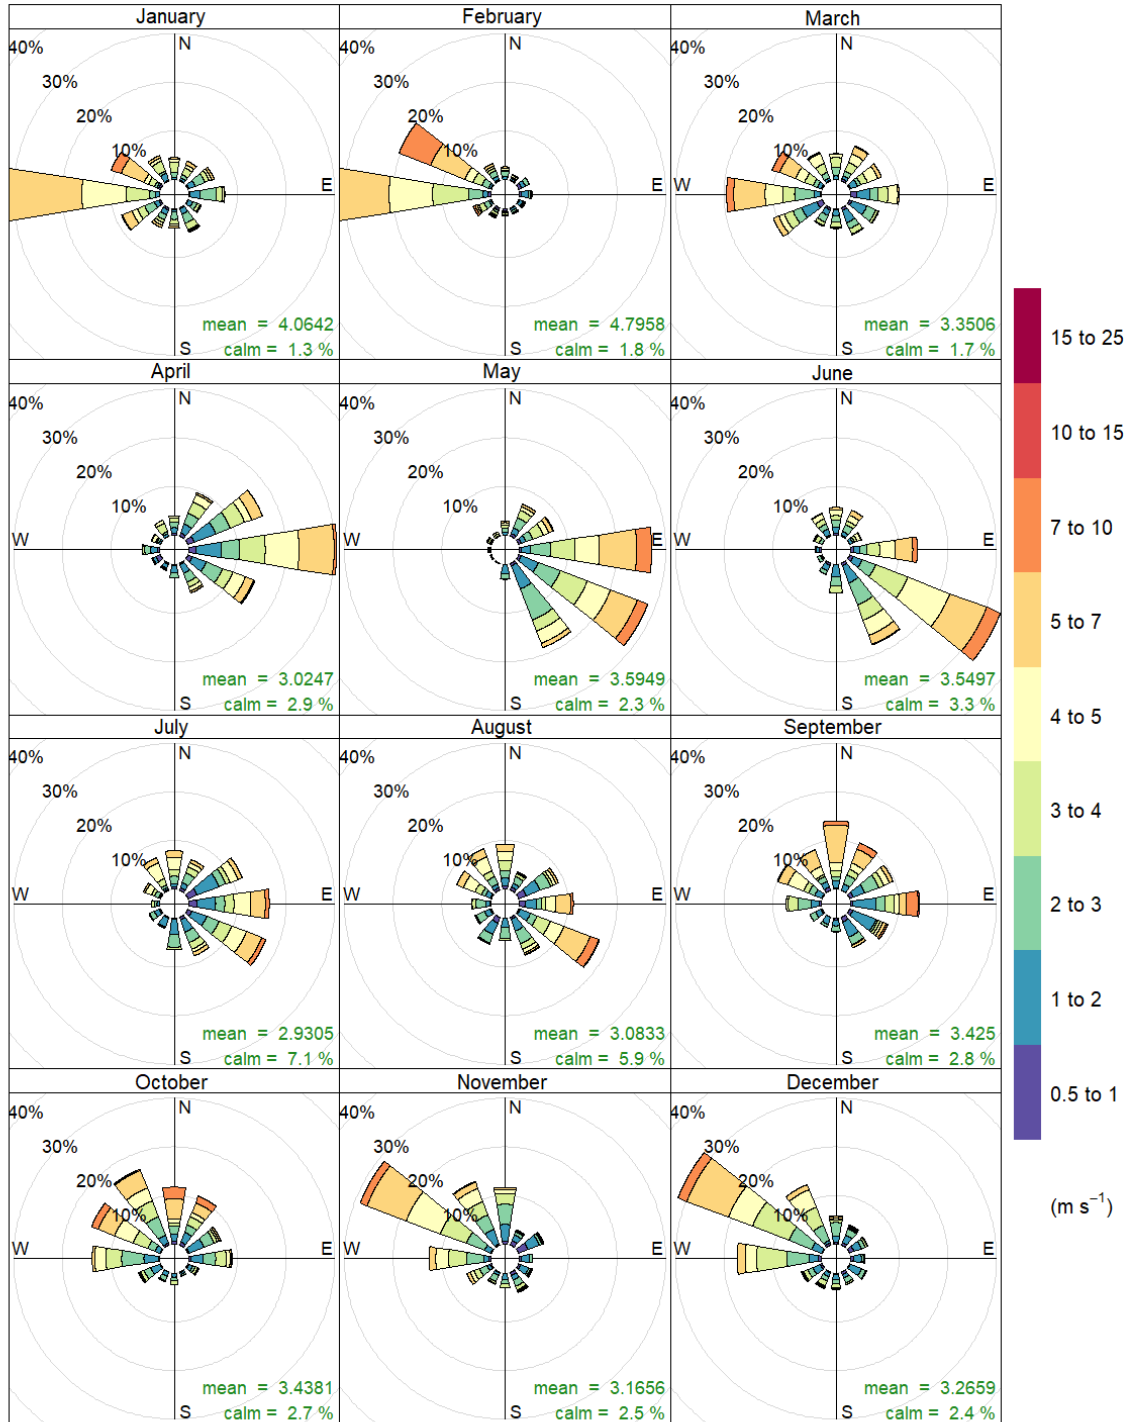 January
February
March
40%
30%
20%
10%
N
E
S
mean = 4.0642
calm = 1.3 %
40%
30%
20%
10%
N
S
mean = 4.7958
calm = 1.8 %
40%
30%
20%
10%
N
W
E
S
mean = 3.3506
calm = 1.7 %
April
May
June
40%
30%
20%
10%
N
W
S
mean = 3.0247
calm = 2.9 %
40%
30%
20%
10%
N
W
E
S
mean = 3.5949
calm = 2.3 %
40%
30%
20%
10%
N
W
E
S
mean = 3.5497
calm = 3.3 %
July
August
September
40%
30%
20%
10%
N
W
E
S
mean = 2.9305
calm = 7.1 %
40%
30%
20%
10%
N
W
E
S
mean = 3.0833
calm = 5.9 %
40%
30%
20%
10%
N
W
E
S
mean = 3.425
calm = 2.8 %
October
November
December
40%
30%
20%
10%
N
W
E
S
mean = 3.4381
calm = 2.7 %
40%
30%
20%
10%
N
W
E
S
mean = 3.1656
calm = 2.5 %
40%
30%
20%
10%
N
W
E
S
mean = 3.2659
calm = 2.4 %
15 to 25
10 to 15
7 to 10
5 to 7
4 to 5
3 to 4
2 to 3
1 to 2
0.5 to 1
(m s⁻¹)